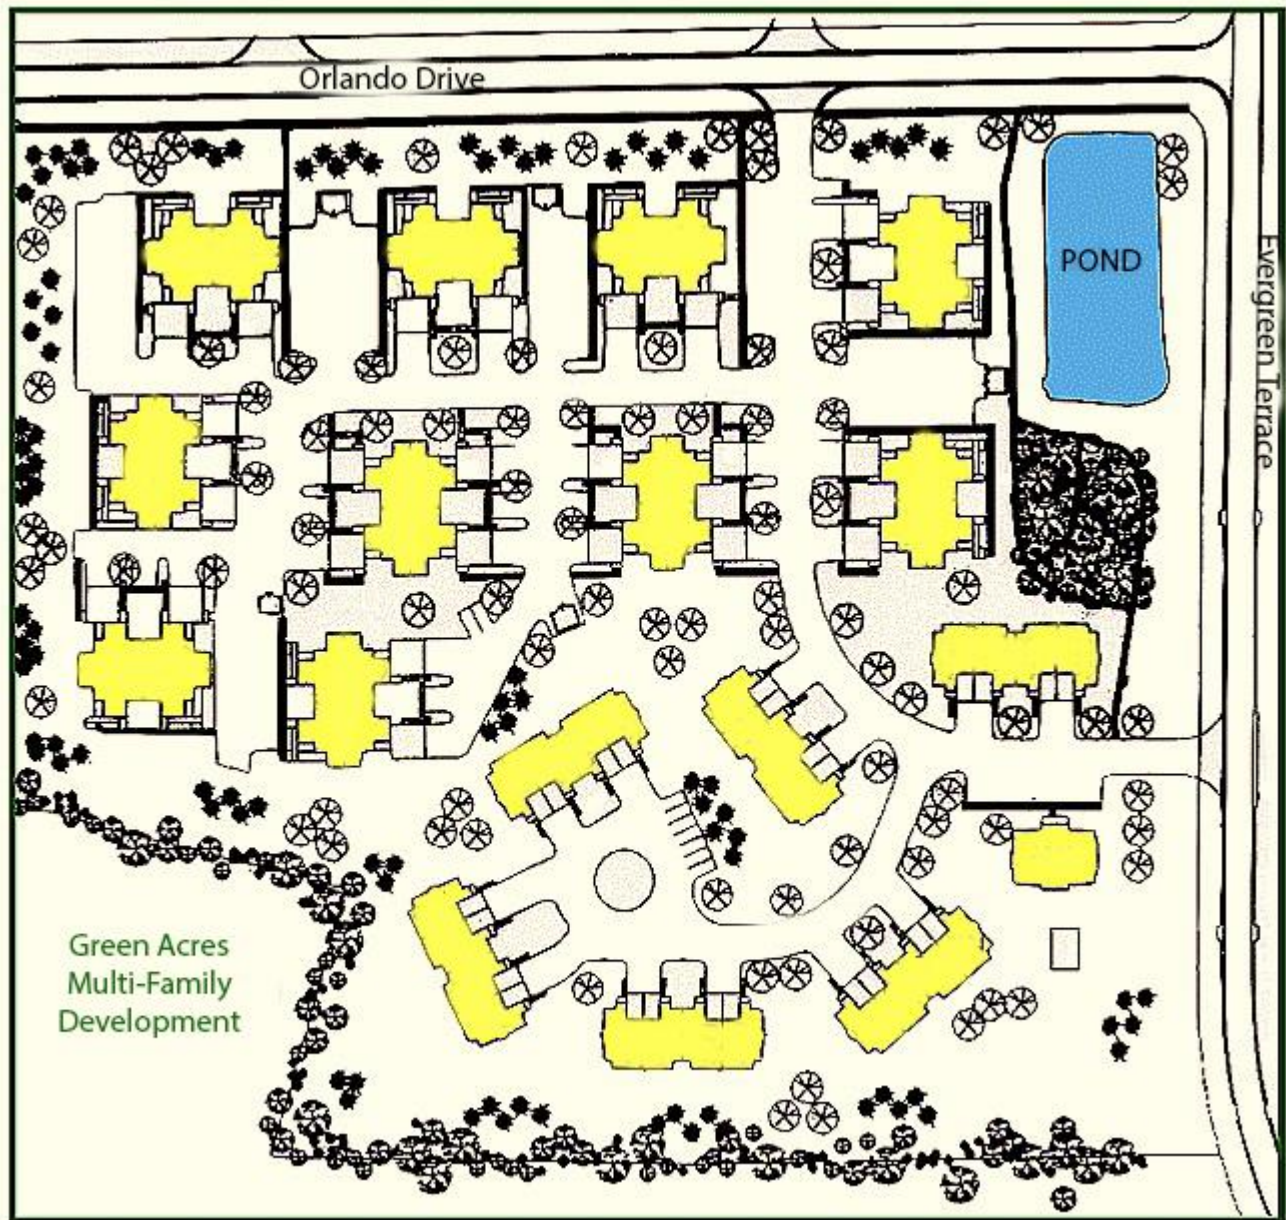 Orlando Drive
POND
Evergreen Terrace
Green Acres
Multi-Family
Development